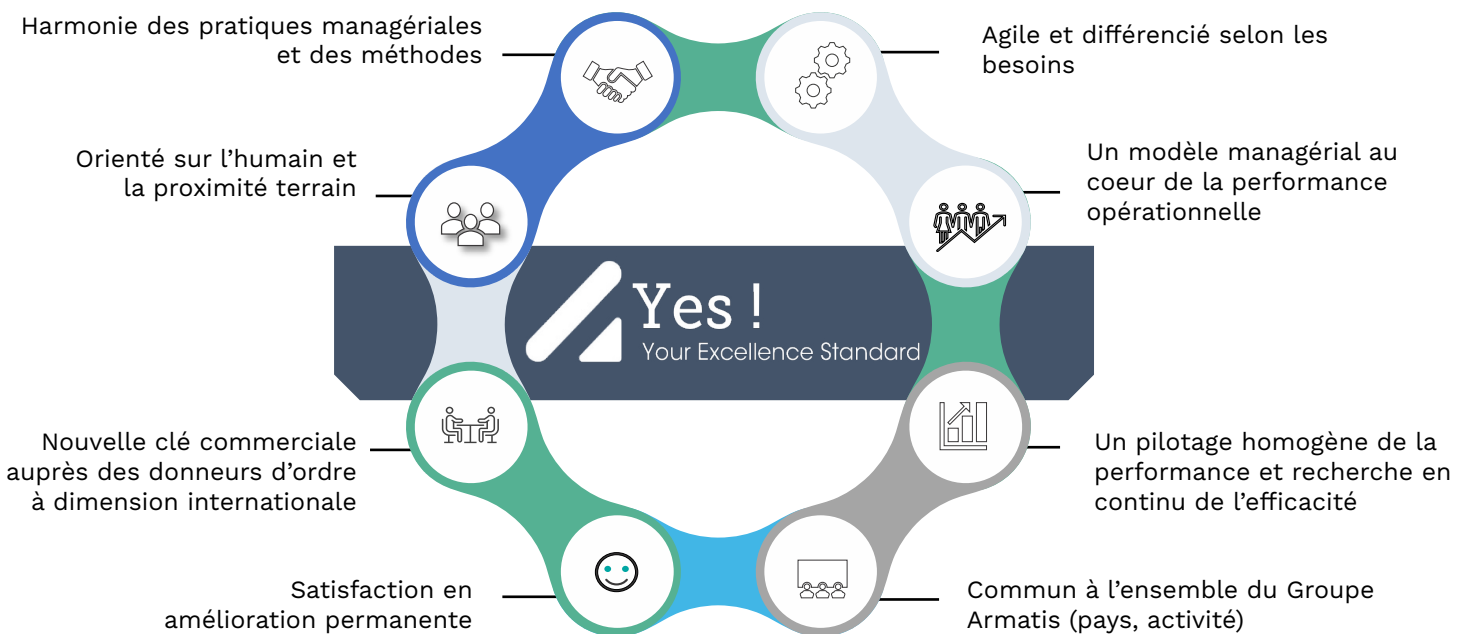 Harmonie des pratiques managériales
et des méthodes
Agile et différencié selon les
besoins
Orienté sur l’humain et
la proximité terrain
Un modèle managérial au
coeur de la performance
opérationnelle
Yes !
Your Excellence Standard
Nouvelle clé commerciale
auprès des donneurs d’ordre
à dimension internationale
Un pilotage homogène de la
performance et recherche en
continu de l’efficacité
Satisfaction en
amélioration permanente
Commun à l’ensemble du Groupe
Armatis (pays, activité)